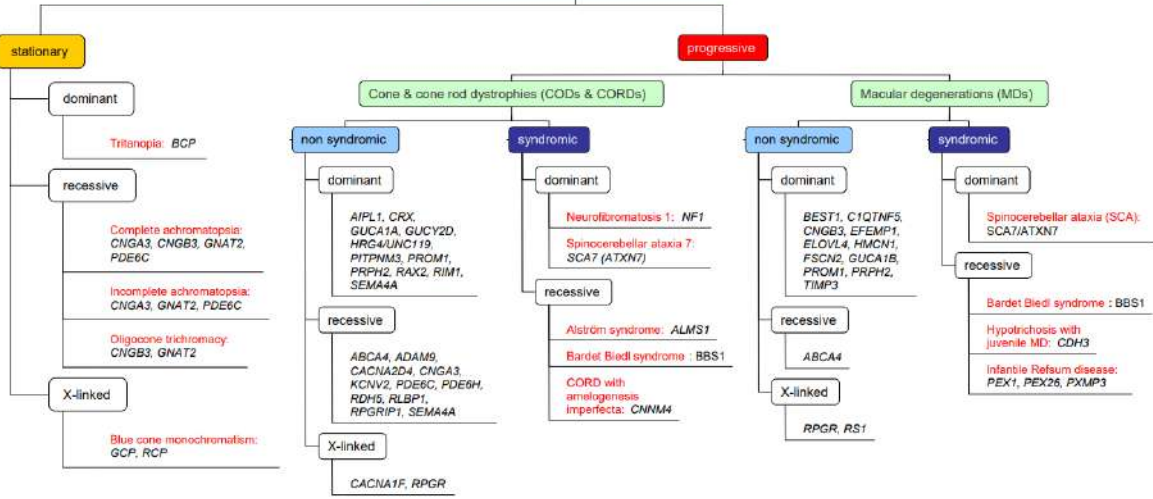 stationary
dominant
Tritanopia: BCP
recessive
Complete achromatopsia:
CNGA3, CNGB3, GNAT2,
PDE6C
Incomplete achromatopsia:
CNGA3, GNAT2, PDE6C
Oligocone trichromacy:
CNGB3, GNAT2
X-linked
Blue cone monochromatism:
GCP, RCP
progressive
Cone & cone rod dystrophies (CODs & CORDs)
non syndromic
dominant
AIPL1, CRX,
GUCA1A, GUCY2D,
HRG4/UNC119,
PITPNM3, PROM1,
PRPH2, RAX2, RIM1,
SEMA4A
recessive
ABCA4, ADAM9,
CACNA2D4, CNGA3,
KCNV2, PDE6C, PDE6H,
RDH5, RLBP1,
RPGRIP1, SEMA4A
X-linked
CACNA1F, RPGR
syndromic
dominant
Neurofibromatosis 1: NF1
Spinocerebellar ataxia 7:
SCA7 (ATXN7)
recessive
Alström syndrome: ALMS1
Bardet Biedl syndrome : BBS1
CORD with
amelogenesis
imperfecta: CNNM4
Macular degenerations (MDs)
non syndromic
dominant
BEST1, C1QTNF5,
CNGB3, EFEMP1,
ELOVL4, HMCN1,
FSCN2, GUCA1B,
PROM1, PRPH2,
TIMP3
recessive
ABCA4
X-linked
RPGR, RS1
syndromic
dominant
Spinocerebellar ataxia (SCA):
SCA7/ATXN7
recessive
Bardet Biedl syndrome : BBS1
Hypotrichosis with
juvenile MD: CDH3
Infantile Refsum disease:
PEX1, PEX26, PXMP3